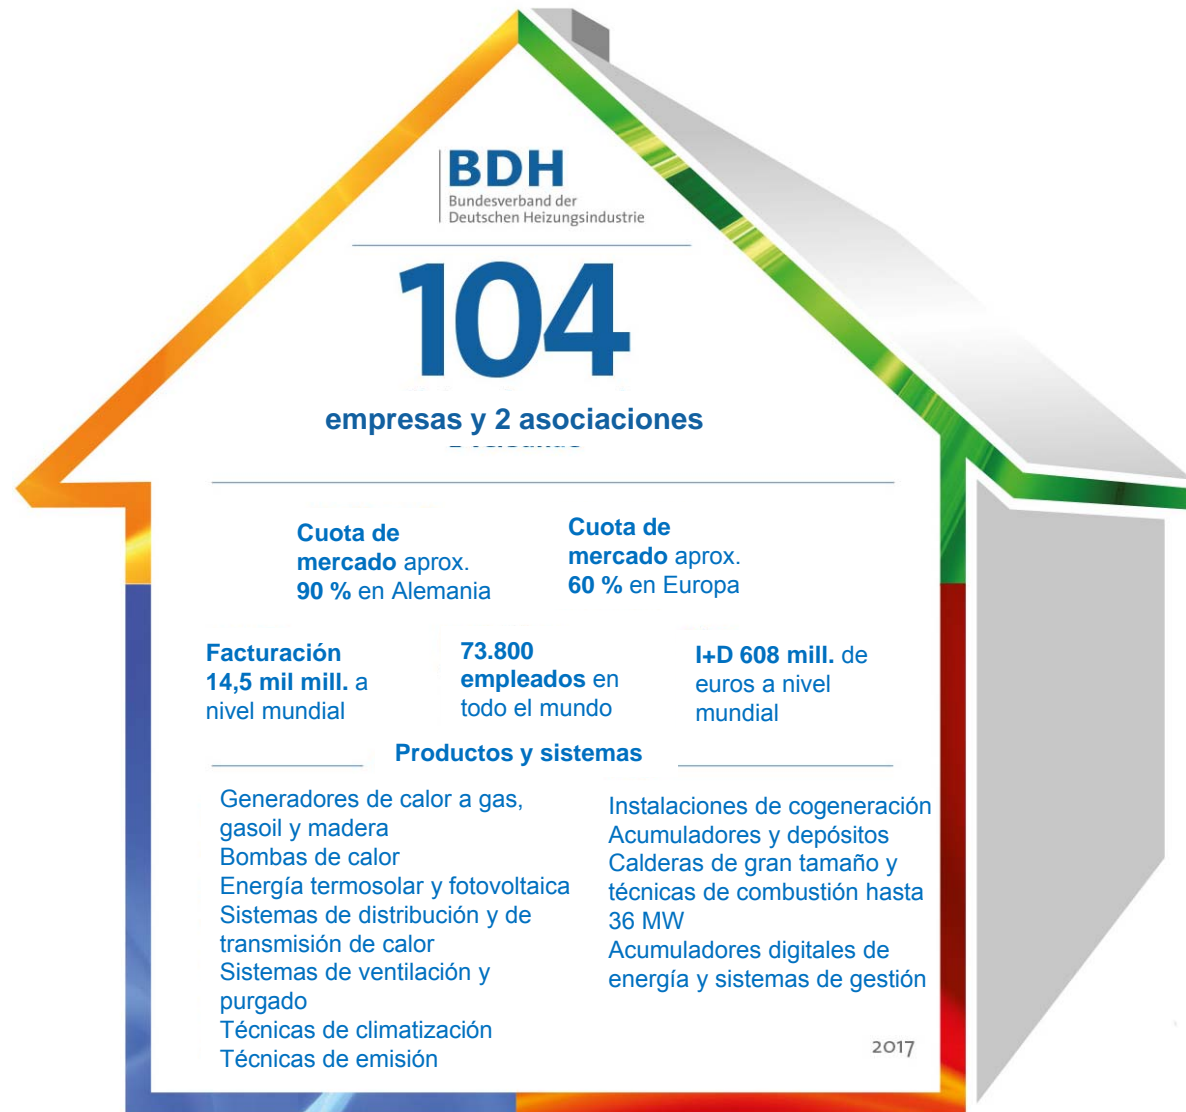 BDH
Bundesverband der
Deutschen Heizungsindustrie
104
empresas y 2 asociaciones
Cuota de
mercado aprox.
90 % en Alemania
Cuota de
mercado aprox.
60 % en Europa
Facturación
14,5 mil mill. a
nivel mundial
73.800
empleados en
todo el mundo
I+D 608 mill. de
euros a nivel
mundial
Productos y sistemas
Generadores de calor a gas,
gasoil y madera
Bombas de calor
Energía termosolar y fotovoltaica
Sistemas de distribución y de
transmisión de calor
Sistemas de ventilación y
purgado
Técnicas de climatización
Técnicas de emisión
Instalaciones de cogeneración
Acumuladores y depósitos
Calderas de gran tamaño y
técnicas de combustión hasta
36 MW
Acumuladores digitales de
energía y sistemas de gestión
2017